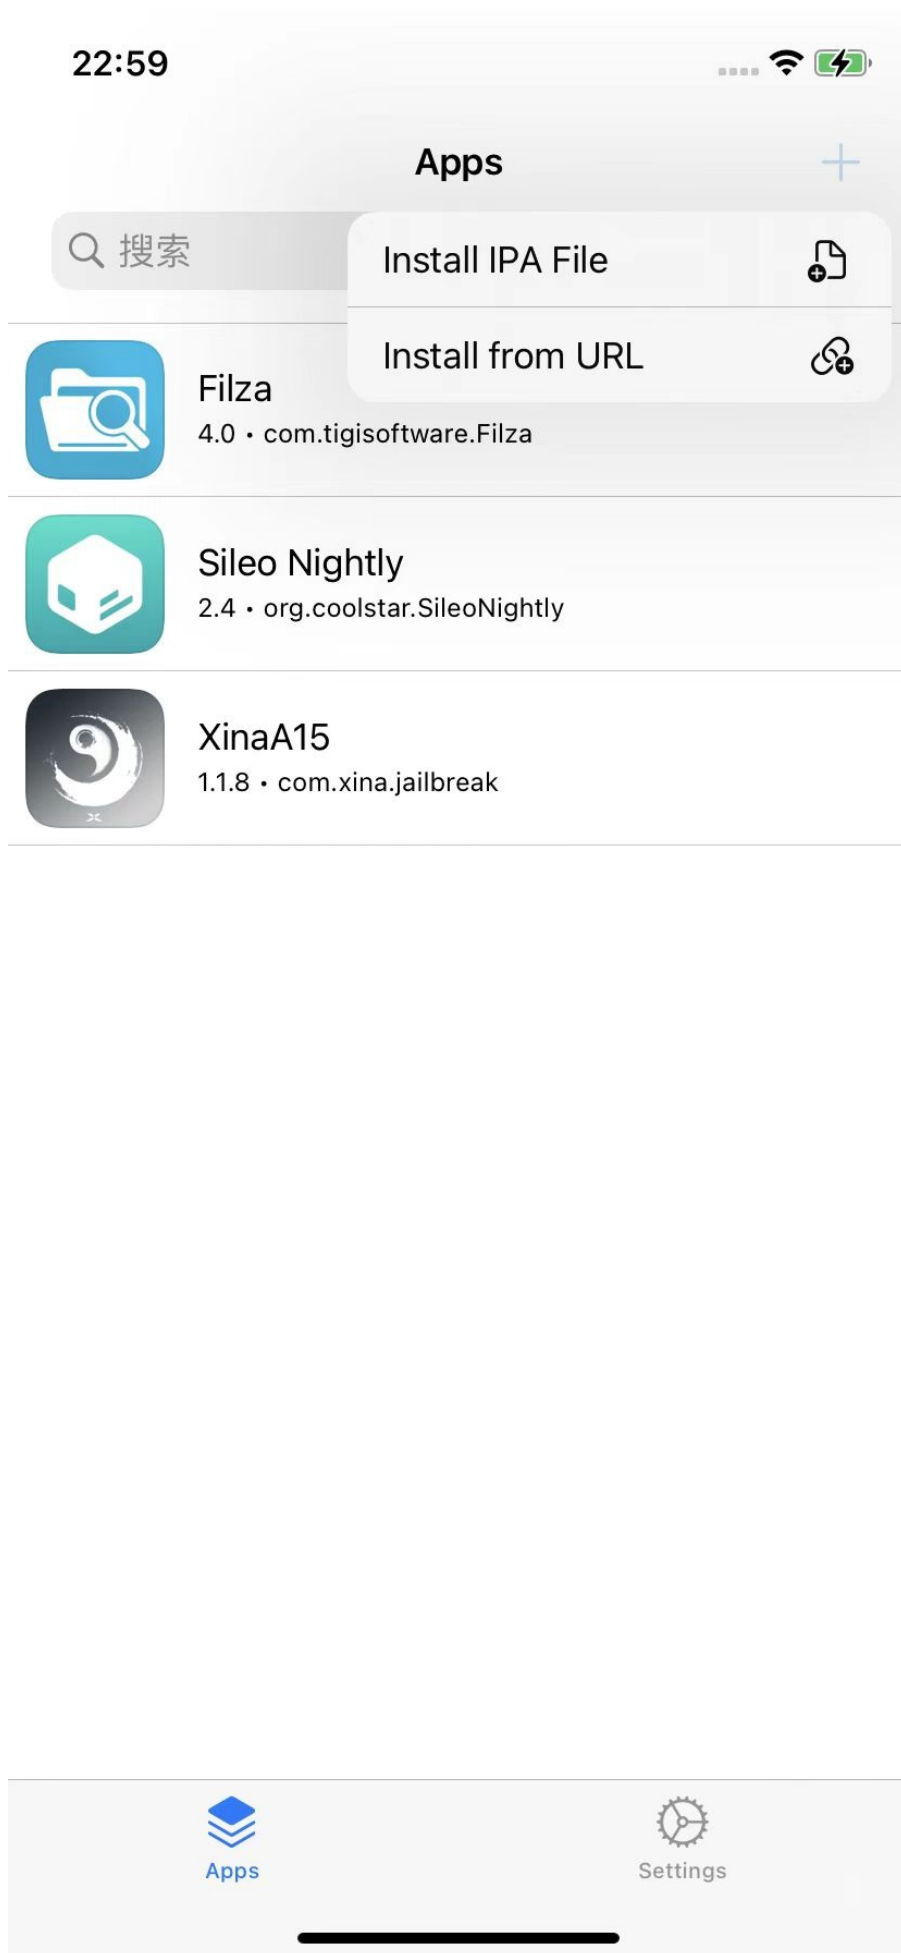 22:59
Apps
搜索
Install IPA File
Install from URL
Filza
4.0 • com.tigisoftware.Filza
Sileo Nightly
2.4 • org.coolstar.SileoNightly
XinaA15
1.1.8 • com.xina.jailbreak
Apps
Settings